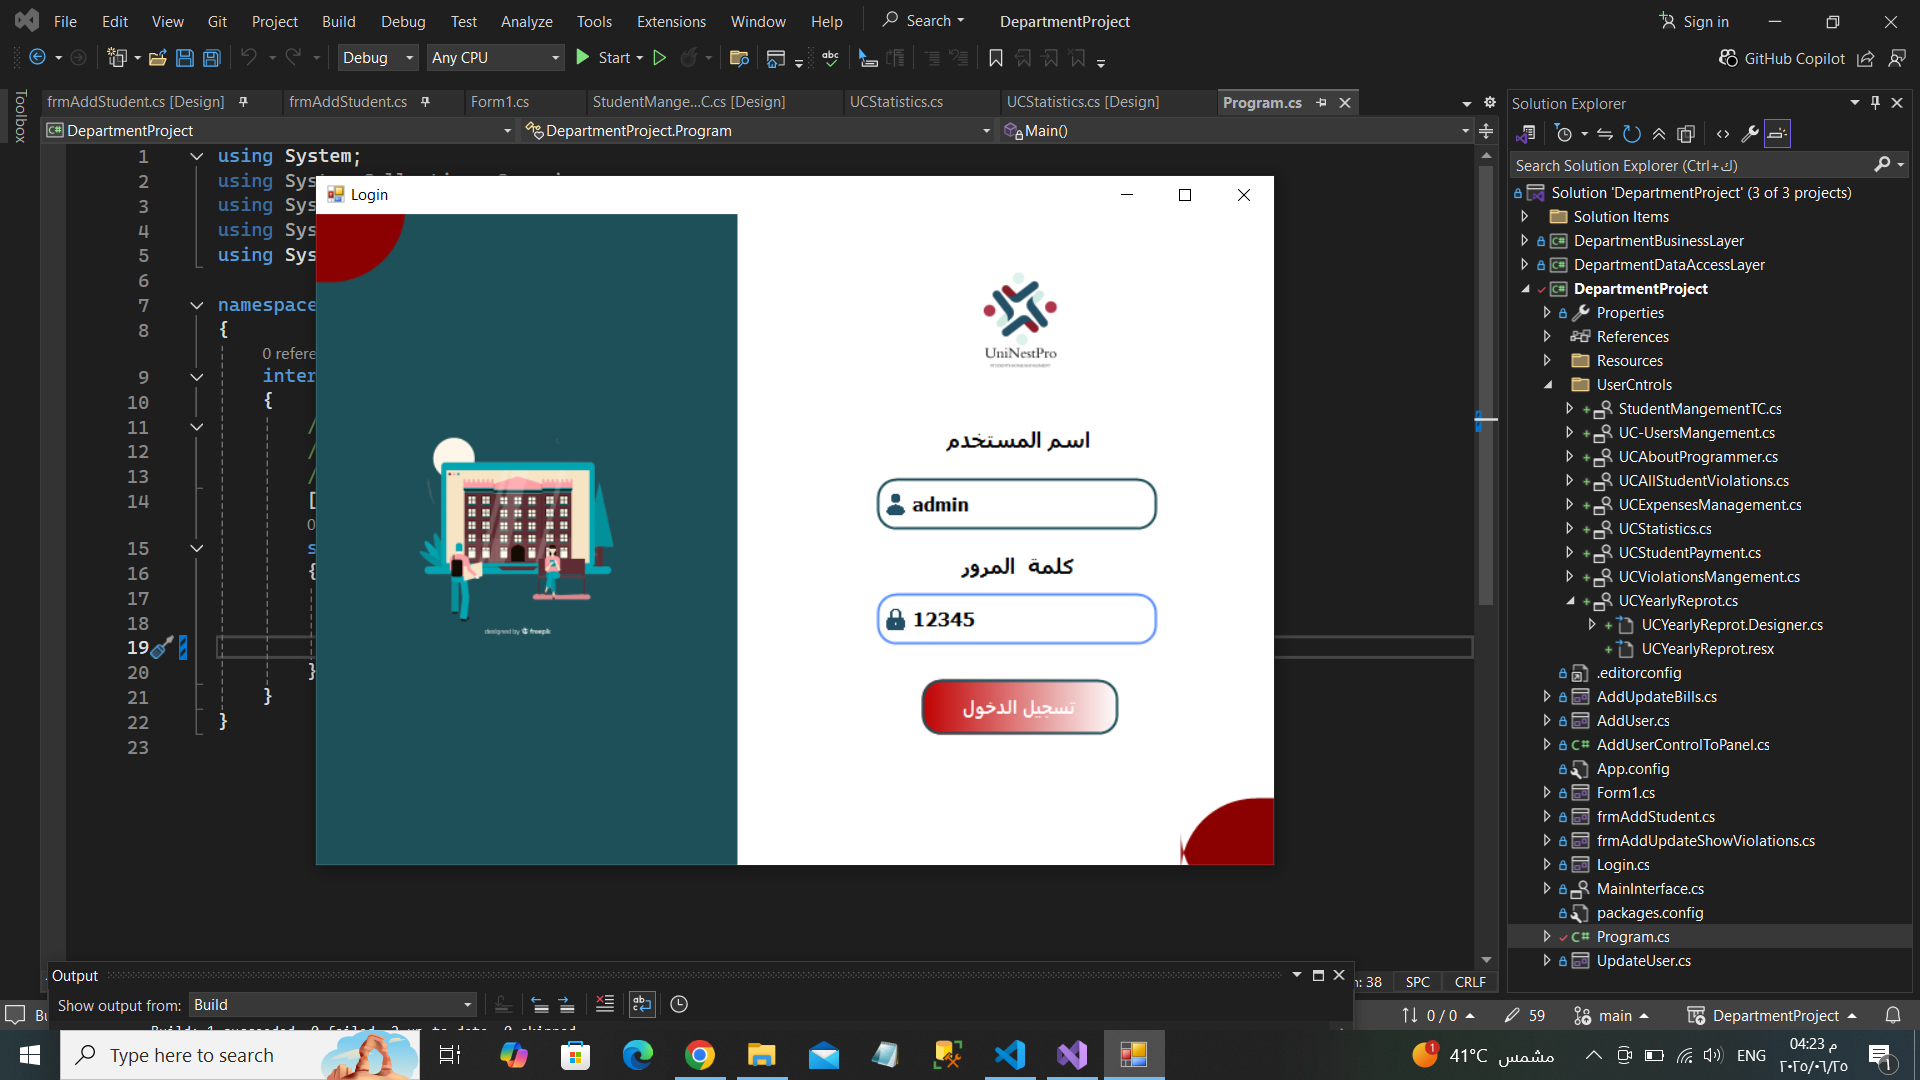 File Edit View Git Project Build Debug Test Analyze Tools Extensions Window Help Search DepartmentProject Sign in
Debug Any CPU Start GitHub Copilot
Toolbox
frmAddStudent.cs [Design] frmAddStudent.cs Form1.cs StudentMange...C.cs [Design] UCStatistics.cs UCStatistics.cs [Design] Program.cs
DepartmentProject DepartmentProject.Program Main()
1 using System;
2 using Sys
3 using Sys
4 using Sys
5 using Sys
6
7 namespace
8 {
0 refere
9 inter
10 {
11 /
12 /
13 /
14 [
0
15 s
16 {
17
18
19
20 }
21 }
22 }
23
Login
designed by freepik
UniNestPro
اسم المستخدم
admin
كلمة المرور
12345
تسجيل الدخول
Solution Explorer
Search Solution Explorer (Ctrl+ك)
Solution 'DepartmentProject' (3 of 3 projects)
Solution Items
DepartmentBusinessLayer
DepartmentDataAccessLayer
DepartmentProject
Properties
References
Resources
UserCntrols
StudentMangementTC.cs
UC-UsersMangement.cs
UCAboutProgrammer.cs
UCAllStudentViolations.cs
UCExpensesManagement.cs
UCStatistics.cs
UCStudentPayment.cs
UCViolationsMangement.cs
UCYearlyReprot.cs
UCYearlyReprot.Designer.cs
UCYearlyReprot.resx
.editorconfig
AddUpdateBills.cs
AddUser.cs
AddUserControlToPanel.cs
App.config
Form1.cs
frmAddStudent.cs
frmAddUpdateShowViolations.cs
Login.cs
MainInterface.cs
packages.config
Program.cs
UpdateUser.cs
: 38 SPC CRLF
Output
Show output from: Build
0 / 0 59 main DepartmentProject
Type here to search
1 41°C مشمس ENG
04:23 م
٢٠٢٥/٠٦/٢٥
١